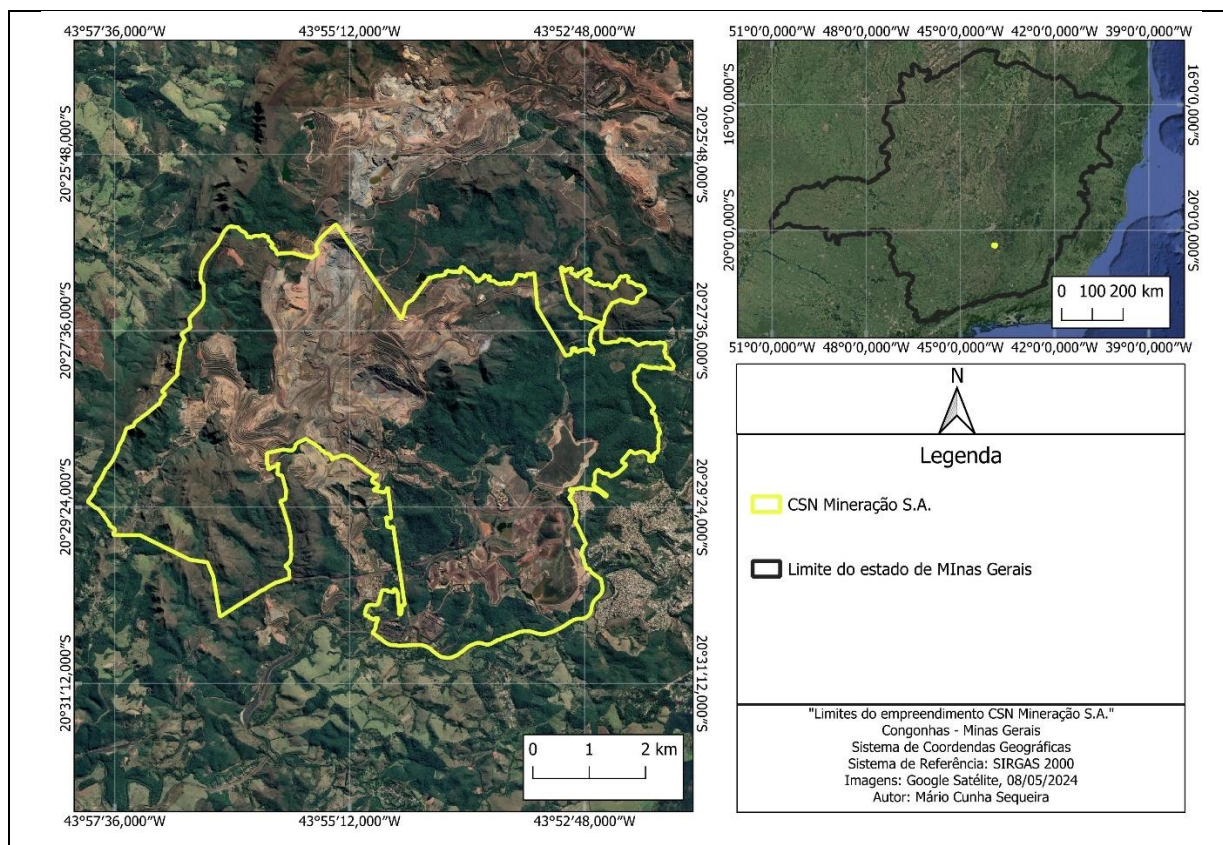 43°57'36,000"W 43°55'12,000"W 43°52'48,000"W
20°25'48,000"S
20°27'36,000"S
20°29'24,000"S
20°31'12,000"S
20°25'48,000"S
20°27'36,000"S
20°29'24,000"S
20°31'12,000"S
0 1 2 km
43°57'36,000"W 43°55'12,000"W 43°52'48,000"W
51°0'0,000"W 48°0'0,000"W 45°0'0,000"W 42°0'0,000"W 39°0'0,000"W
16°0'0,000"S
20°0'0,000"S
16°0'0,000"S
20°0'0,000"S
0 100 200 km
51°0'0,000"W 48°0'0,000"W 45°0'0,000"W 42°0'0,000"W 39°0'0,000"W
N
Legenda
CSN Mineração S.A.
Limite do estado de MInas Gerais
"Limites do empreendimento CSN Mineração S.A."
Congonhas - Minas Gerais
Sistema de Coordendas Geográficas
Sistema de Referência: SIRGAS 2000
Imagens: Google Satélite, 08/05/2024
Autor: Mário Cunha Sequeira